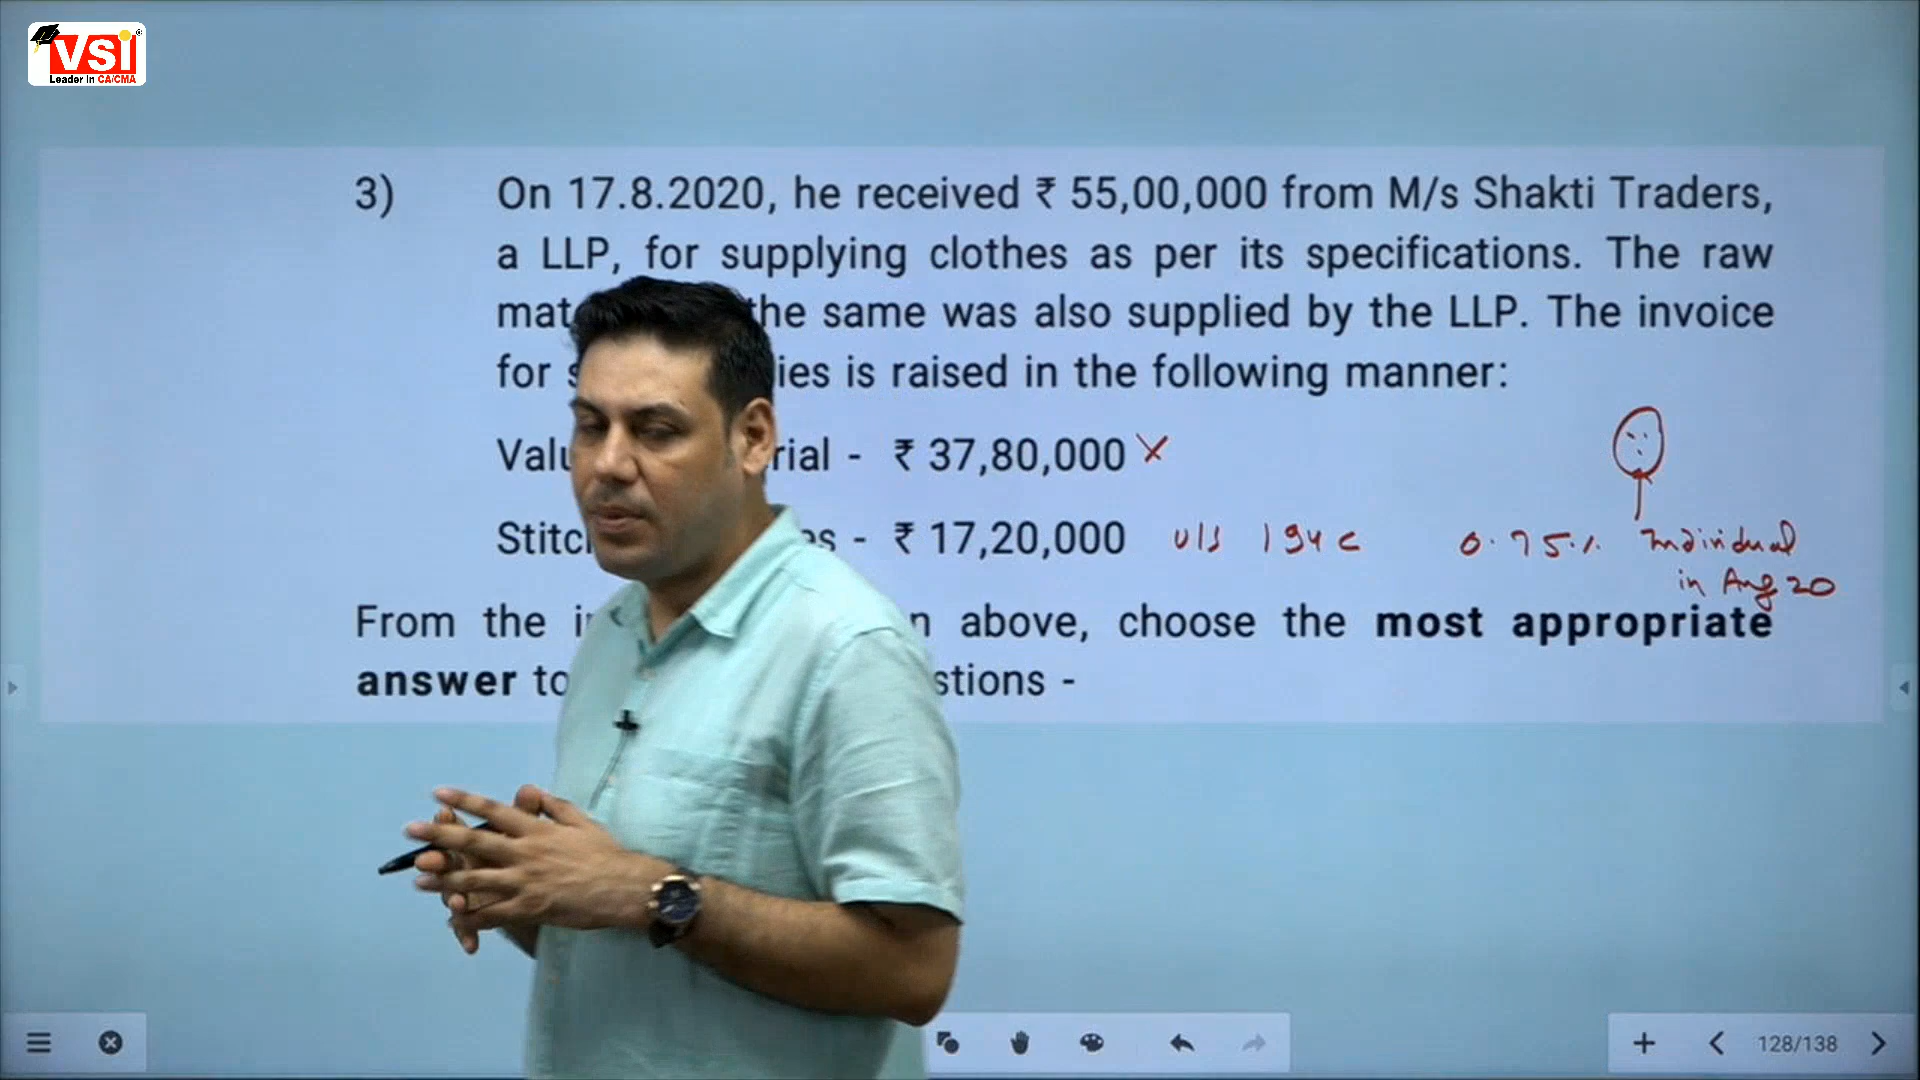 VSI
Leader in CA/CMA
3) On 17.8.2020, he received ₹ 55,00,000 from M/s Shakti Traders,
a LLP, for supplying clothes as per its specifications. The raw
mat he same was also supplied by the LLP. The invoice
for s ies is raised in the following manner:
Valu rial - ₹ 37,80,000 X
Stitc es - ₹ 17,20,000 u/s 194C 0.75% Individual
in Aug 20
From the i n above, choose the most appropriate
answer to stions -
128/138